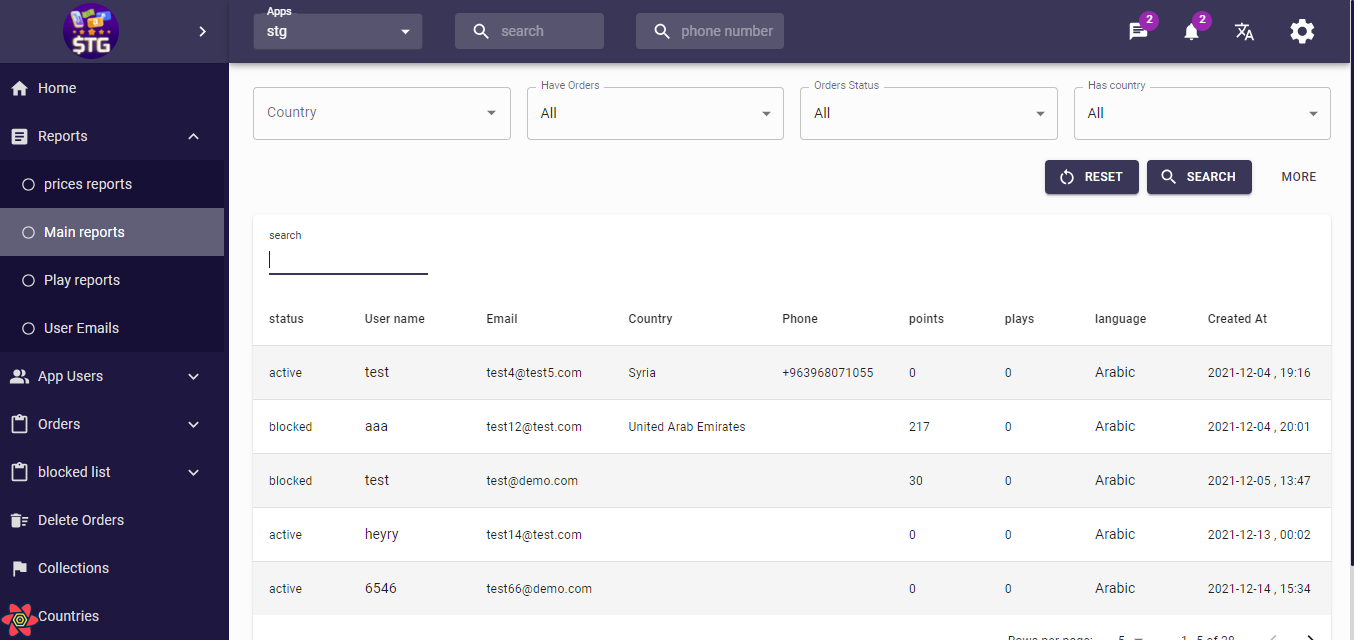 $TG
Apps
stg
search
phone number
2
2
Home
Reports
prices reports
Main reports
Play reports
User Emails
App Users
Orders
blocked list
Delete Orders
Collections
Countries
Country
Have Orders
All
Orders Status
All
Has country
All
RESET
SEARCH
MORE
search
status User name Email Country Phone points plays language Created At
active test test4@test5.com Syria +963968071055 0 0 Arabic 2021-12-04 , 19:16
blocked aaa test12@test.com United Arab Emirates 217 0 Arabic 2021-12-04 , 20:01
blocked test test@demo.com 30 0 Arabic 2021-12-05 , 13:47
active heyry test14@test.com 0 0 Arabic 2021-12-13 , 00:02
active 6546 test66@demo.com 0 0 Arabic 2021-12-14 , 15:34
Rows per page: 5 1-5 of